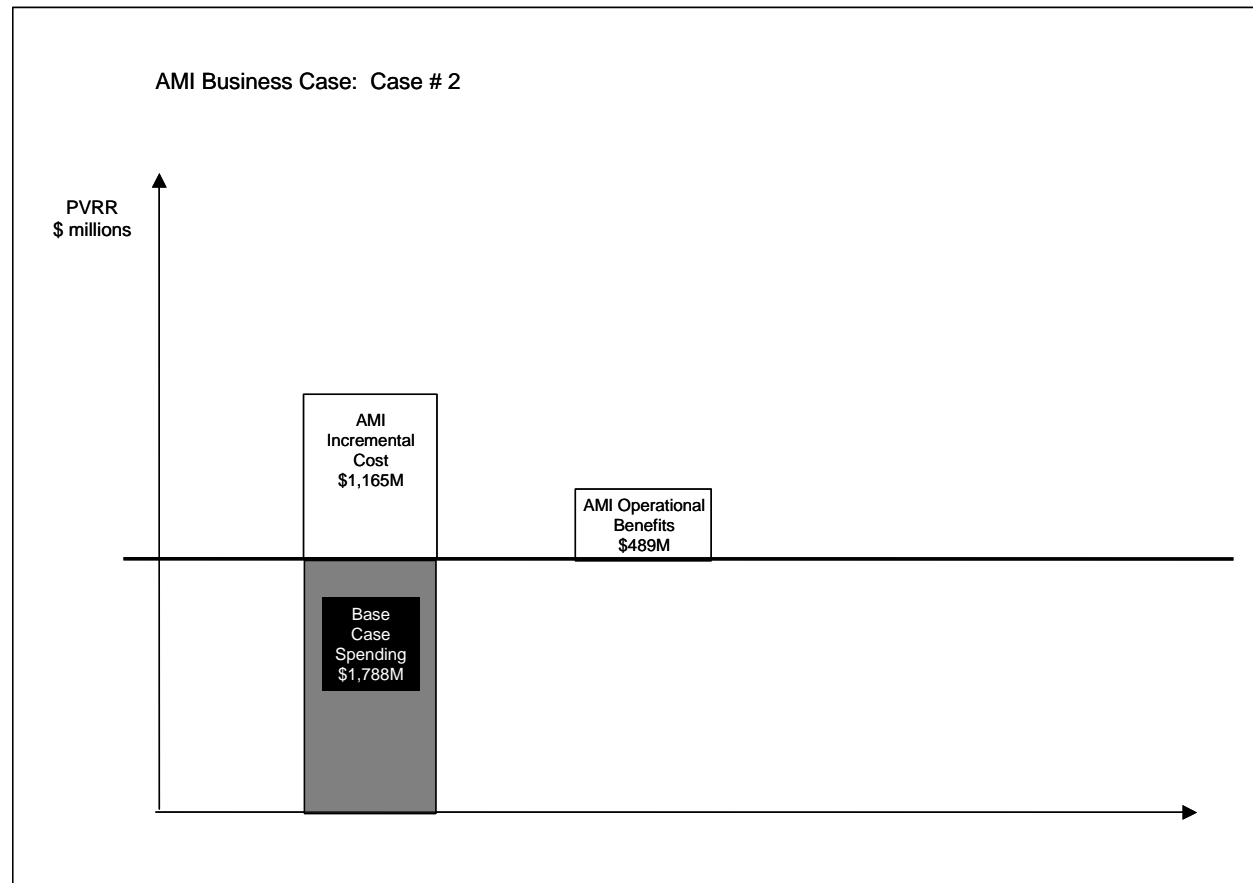 AMI Business Case:  Case # 2
PVRR
$ millions
AMI
Incremental
Cost
$1,165M
AMI Operational
Benefits
$489M
Base
Case
Spending
$1,788M